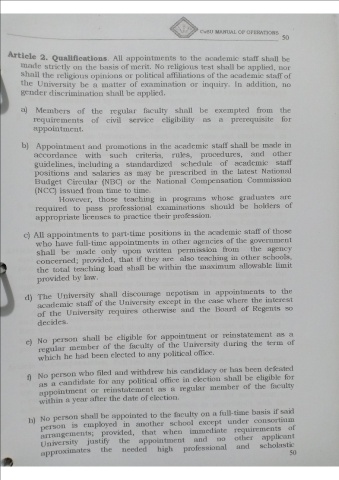 CvSU MANUAL OF OPERATIONS
50
Article 2. Qualifications. All appointments to the academic staff shall be
made strictly on the basis of merit. No religious test shall be applied, nor
shall the religious opinions or political affiliations of the academic staff of
the University be a matter of examination or inquiry. In addition, no
gender discrimination shall be applied.
a) Members of the regular faculty shall be exempted from the
requirements of civil service eligibility as a prerequisite for
appointment.
b) Appointment and promotions in the academic staff shall be made in
accordance with such criteria, rules, procedures, and other
guidelines, including a standardized schedule of academic staff
positions and salaries as may be prescribed in the latest National
Budget Circular (NBC) or the National Compensation Commission
(NCC) issued from time to time.
However, those teaching in programs whose graduates are
required to pass professional examinations should be holders of
appropriate licenses to practice their profession.
c) All appointments to part-time positions in the academic staff of those
who have full-time appointments in other agencies of the government
shall be made only upon written permission from the agency
concerned; provided, that if they are also teaching in other schools,
the total teaching load shall be within the maximum allowable limit
provided by law.
d) The University shall discourage nepotism in appointments to the
academic staff of the University except in the case where the interest
of the University requires otherwise and the Board of Regents so
decides.
e) No person shall be eligible for appointment or reinstatement as a
regular member of the faculty of the University during the term of
which he had been elected to any political office.
f) No person who filed and withdrew his candidacy or has been defeated
as a candidate for any political office in election shall be eligible for
appointment or reinstatement as a regular member of the faculty
within a year after the date of election.
h) No person shall be appointed to the faculty on a full-time basis if said
person is employed in another school except under consortium
arrangements; provided, that when immediate requirements of
University justify the appointment and no other applicant
approximates the needed high professional and scholastic
50